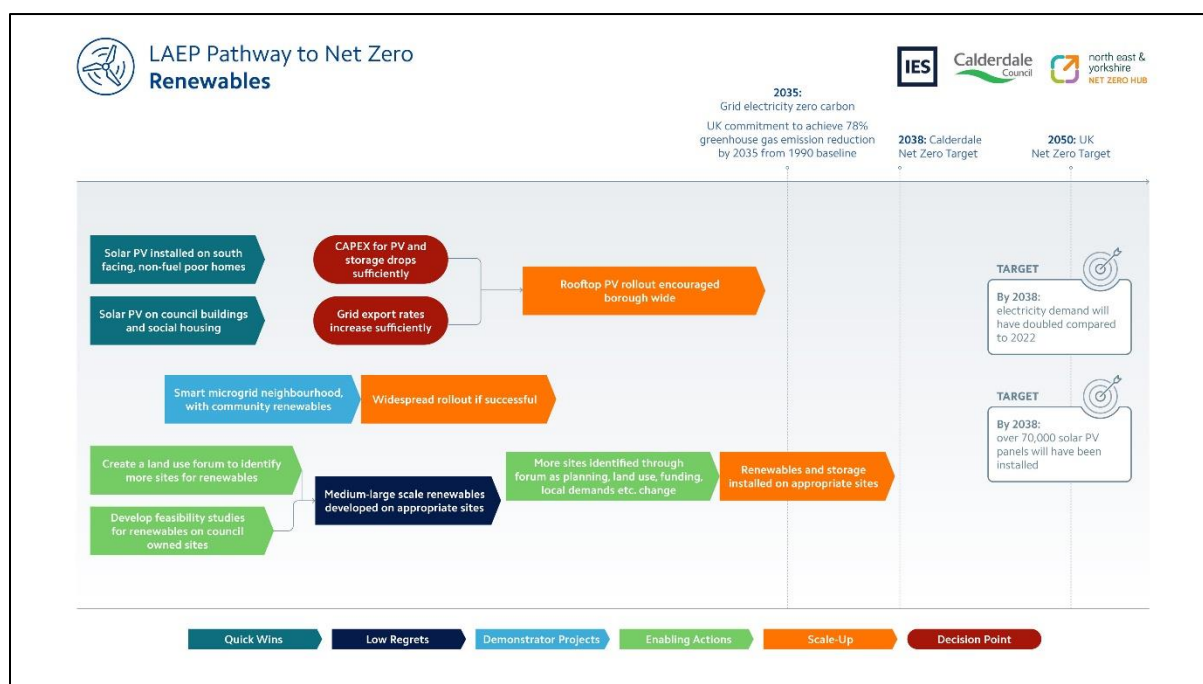 LAEP Pathway to Net Zero
Renewables
IES
Calderdale
Council
north east &
yorkshire
NET ZERO HUB
2035:
Grid electricity zero carbon
UK commitment to achieve 78%
greenhouse gas emission reduction
by 2035 from 1990 baseline
2038: Calderdale
Net Zero Target
2050: UK
Net Zero Target
Solar PV installed on south
facing, non-fuel poor homes
CAPEX for PV and
storage drops
sufficiently
Rooftop PV rollout encouraged
borough wide
Solar PV on council buildings
and social housing
Grid export rates
increase sufficiently
TARGET
By 2038:
electricity demand will
have doubled compared
to 2022
Smart microgrid neighbourhood,
with community renewables
Widespread rollout if successful
TARGET
By 2038:
over 70,000 solar PV
panels will have been
installed
Create a land use forum to identify
more sites for renewables
Develop feasibility studies
for renewables on council
owned sites
Medium-large scale renewables
developed on appropriate sites
More sites identified through
forum as planning, land use, funding,
local demands etc. change
Renewables and storage
installed on appropriate sites
Quick Wins
Low Regrets
Demonstrator Projects
Enabling Actions
Scale-Up
Decision Point